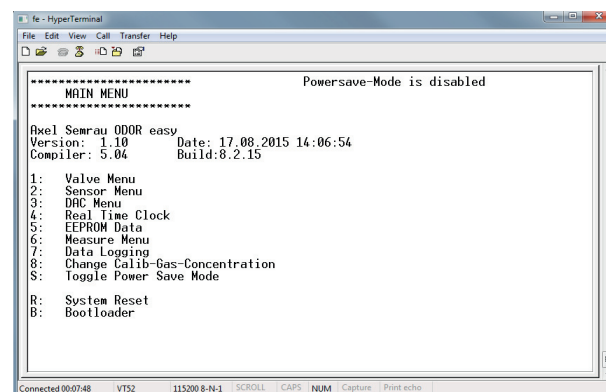 fe - HyperTerminal
File Edit View Call Transfer Help
*********************** Powersave-Mode is disabled
MAIN MENU
***********************
Axel Semrau ODOR easy
Version: 1.10 Date: 17.08.2015 14:06:54
Compiler: 5.04 Build:8.2.15
1: Valve Menu
2: Sensor Menu
3: DAC Menu
4: Real Time Clock
5: EEPROM Data
6: Measure Menu
7: Data Logging
8: Change Calib-Gas-Concentration
S: Toggle Power Save Mode
R: System Reset
B: Bootloader
Connected 00:07:48 VT52 115200 8-N-1 SCROLL CAPS NUM Capture Print echo